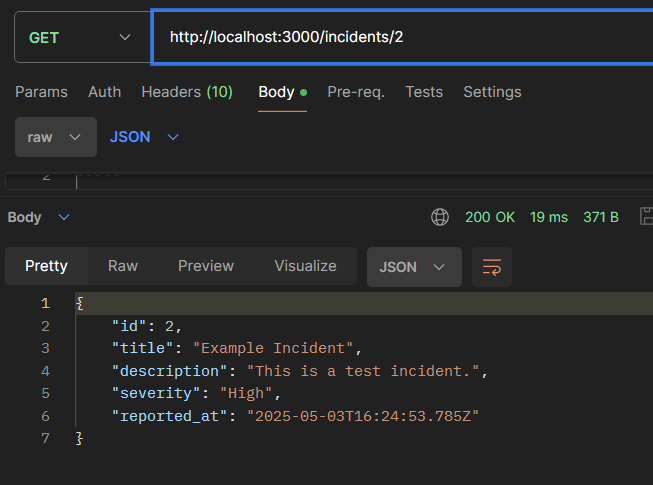 GET http://localhost:3000/incidents/2
Params Auth Headers (10) Body Pre-req. Tests Settings
raw JSON
2
Body 200 OK 19 ms 371 B
Pretty Raw Preview Visualize JSON
1 {
2 "id": 2,
3 "title": "Example Incident",
4 "description": "This is a test incident.",
5 "severity": "High",
6 "reported_at": "2025-05-03T16:24:53.785Z"
7 }